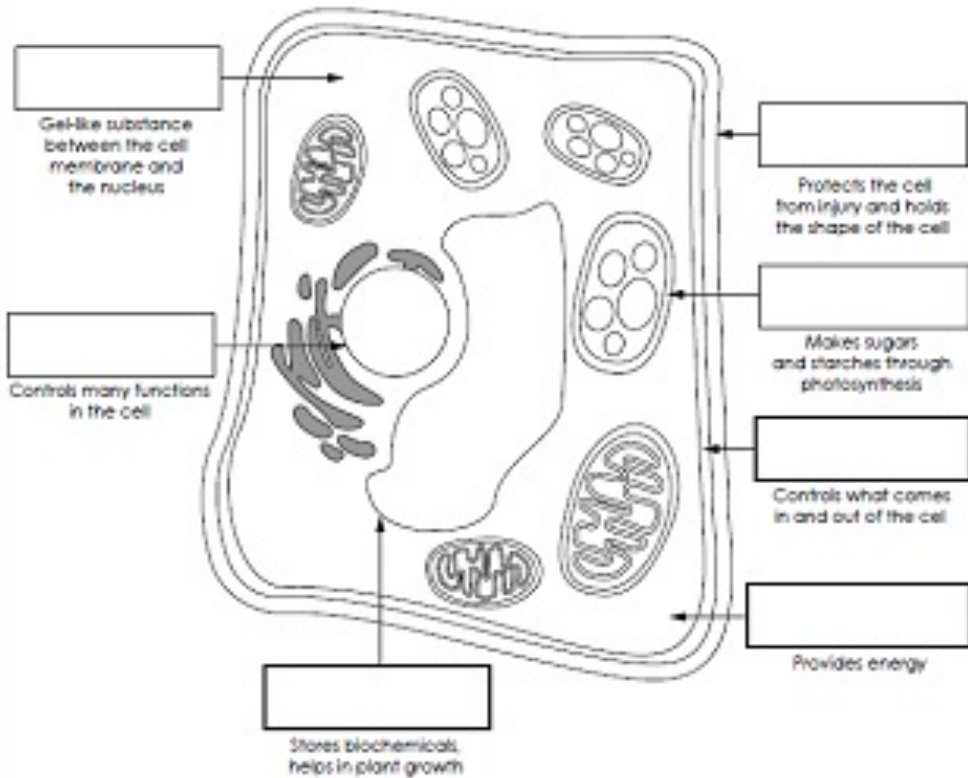 Gel-like substance
between the cell
membrane and
the nucleus
Protects the cell
from injury and holds
the shape of the cell
Makes sugars
and starches through
photosynthesis
Controls many functions
in the cell
Controls what comes
in and out of the cell
Provides energy
Stores biochemicals,
helps in plant growth